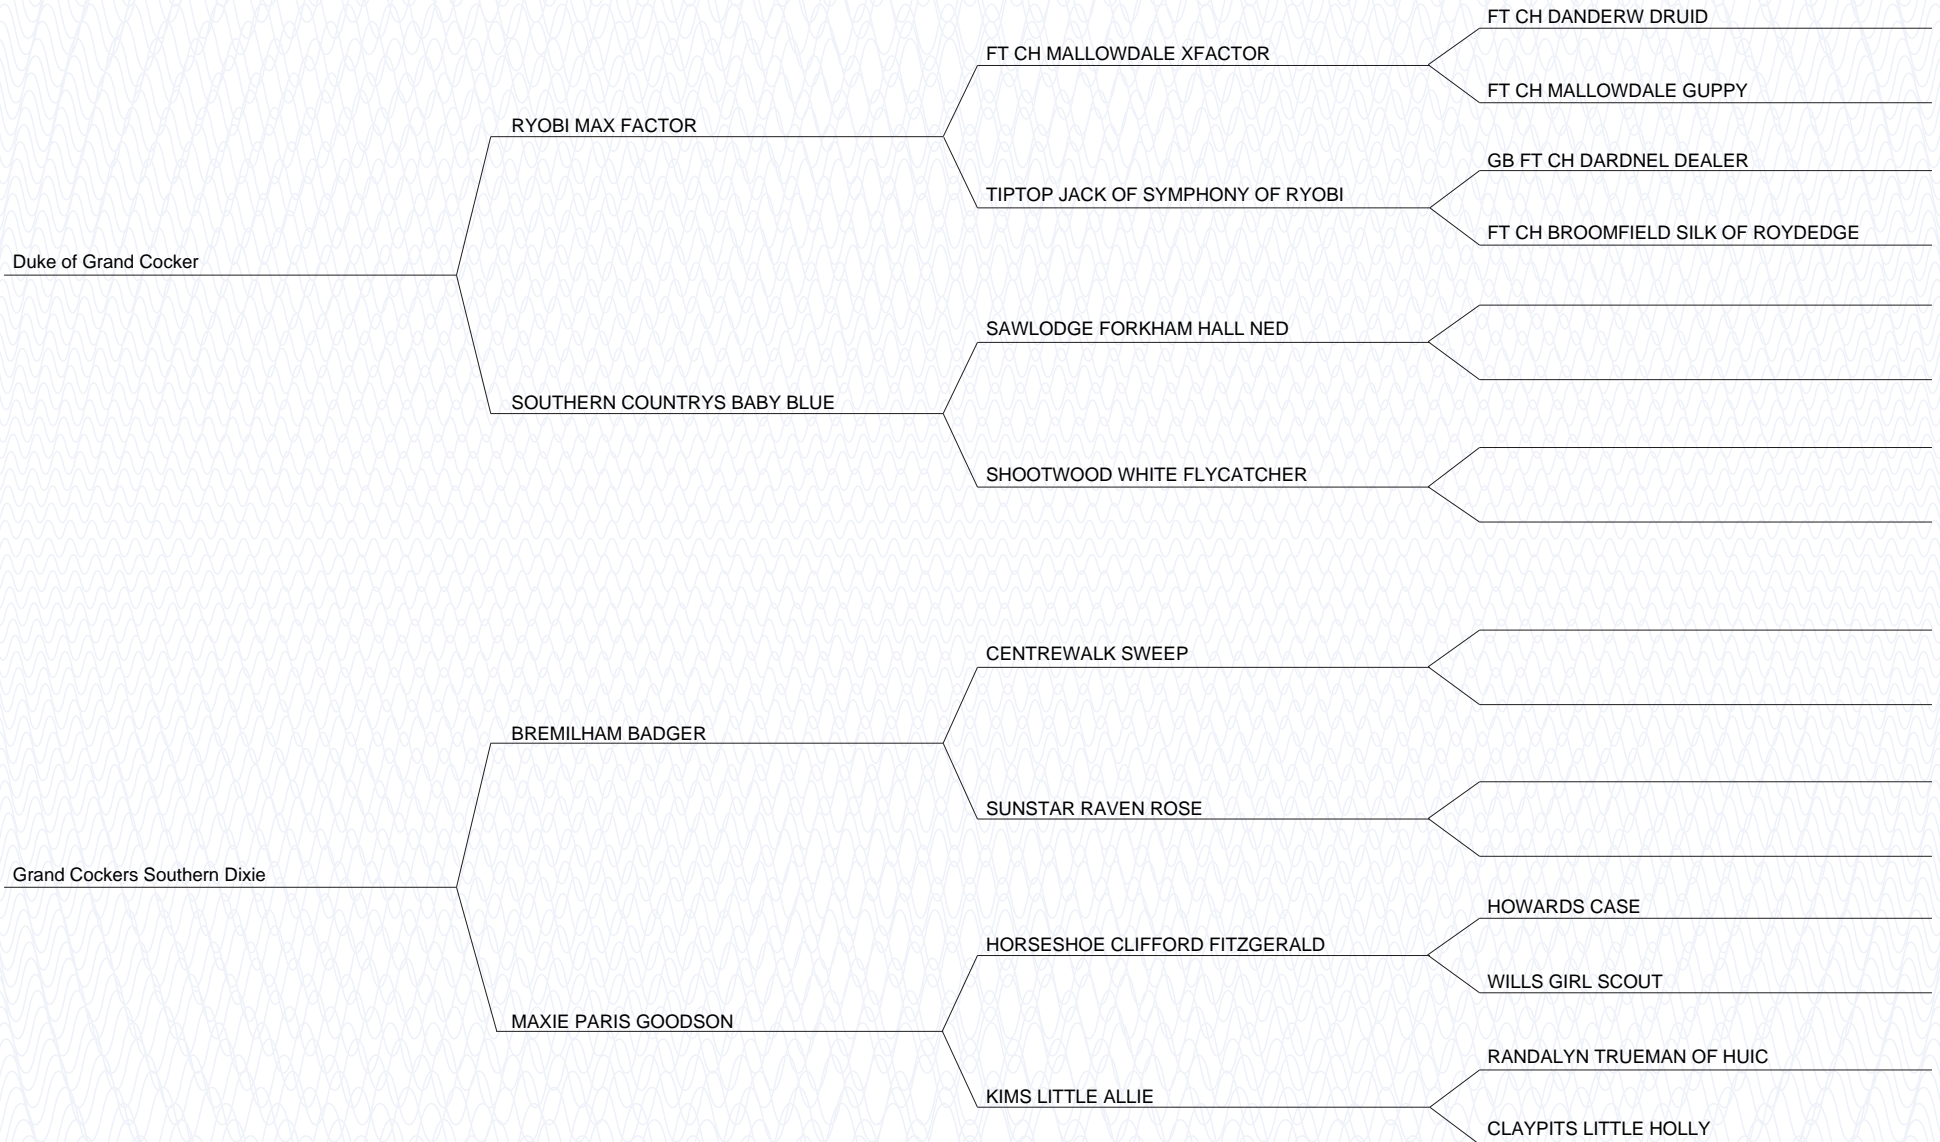 FT CH DANDERW DRUID
FT CH MALLOWDALE XFACTOR
FT CH MALLOWDALE GUPPY
RYOBI MAX FACTOR
GB FT CH DARDNEL DEALER
TIPTOP JACK OF SYMPHONY OF RYOBI
FT CH BROOMFIELD SILK OF ROYDEDGE
Duke of Grand Cocker
SAWLODGE FORKHAM HALL NED
SOUTHERN COUNTRYS BABY BLUE
SHOOTWOOD WHITE FLYCATCHER
CENTREWALK SWEEP
BREMILHAM BADGER
SUNSTAR RAVEN ROSE
Grand Cockers Southern Dixie
HOWARDS CASE
HORSESHOE CLIFFORD FITZGERALD
WILLS GIRL SCOUT
MAXIE PARIS GOODSON
RANDALYN TRUEMAN OF HUIC
KIMS LITTLE ALLIE
CLAYPITS LITTLE HOLLY